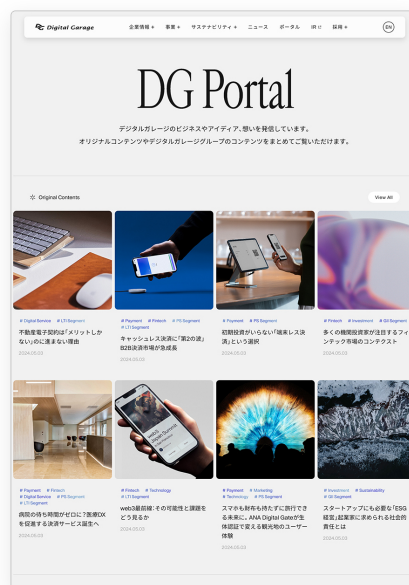 Digital Garage
企業情報 +
事業 +
サステナビリティ +
ニュース
ポータル
IR
採用 +
EN
DG Portal
デジタルガレージのビジネスやアイディア、想いを発信しています。
オリジナルコンテンツやデジタルガレージグループのコンテンツをまとめてご覧いただけます。
Original Contents
View All
# Digital Service # LTI Segment
不動産電子契約は「メリットしか
ない」のに進まない理由
2024.05.03
# Payment # Fintech # PS Segment
# LTI Segment
キャッシュレス決済に「第2の波」
B2B決済市場が急成長
2024.05.03
# Payment # PS Segment
初期投資がいらない「端末レス決
済」という選択
2024.05.03
# Fintech # Investment # GII Segment
多くの機関投資家が注目するフィ
ンテック市場のコンテクスト
2024.05.03
web3
Japan Summit
# Payment # Fintech
# Digital Service # PS Segment
# LTI Segment
病院の待ち時間がゼロに？医療DX
を促進する決済サービス誕生へ
2024.05.03
# Fintech # Technology
# LTI Segment
web3最前線：その可能性と課題を
どう見るか
2024.05.03
# Payment # Marketing
# Technology # PS Segment
スマホも財布も持たずに旅行でき
る未来に。ANA Digital Gateが生
体認証で変える観光地のユーザー
体験
2024.05.03
# Investment # Sustainability
# GII Segment
スタートアップにも必要な「ESG
経営」起業家に求められる社会的
責任とは
2024.05.03